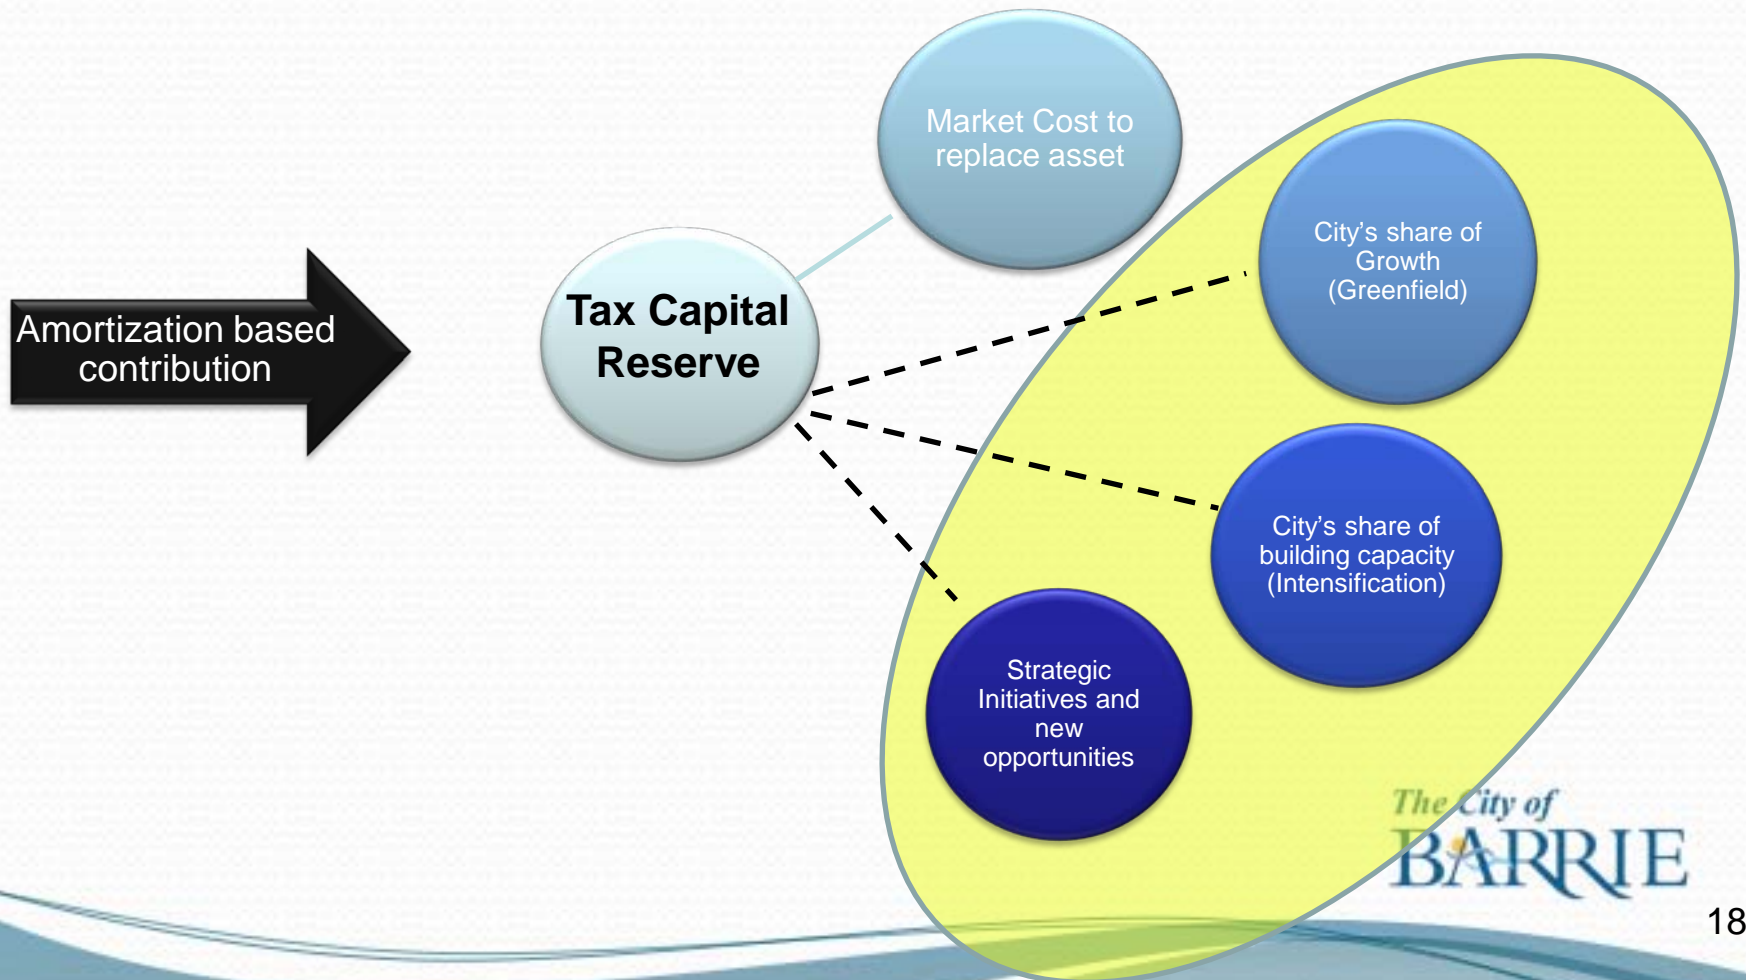 Market Cost to
replace asset
City’s share of
Growth
(Greenfield)
Tax Capital
Reserve
Amortization based
contribution
City’s share of
building capacity
(Intensification)
Strategic
Initiatives and
new
opportunities
The City of
BARRIE
18